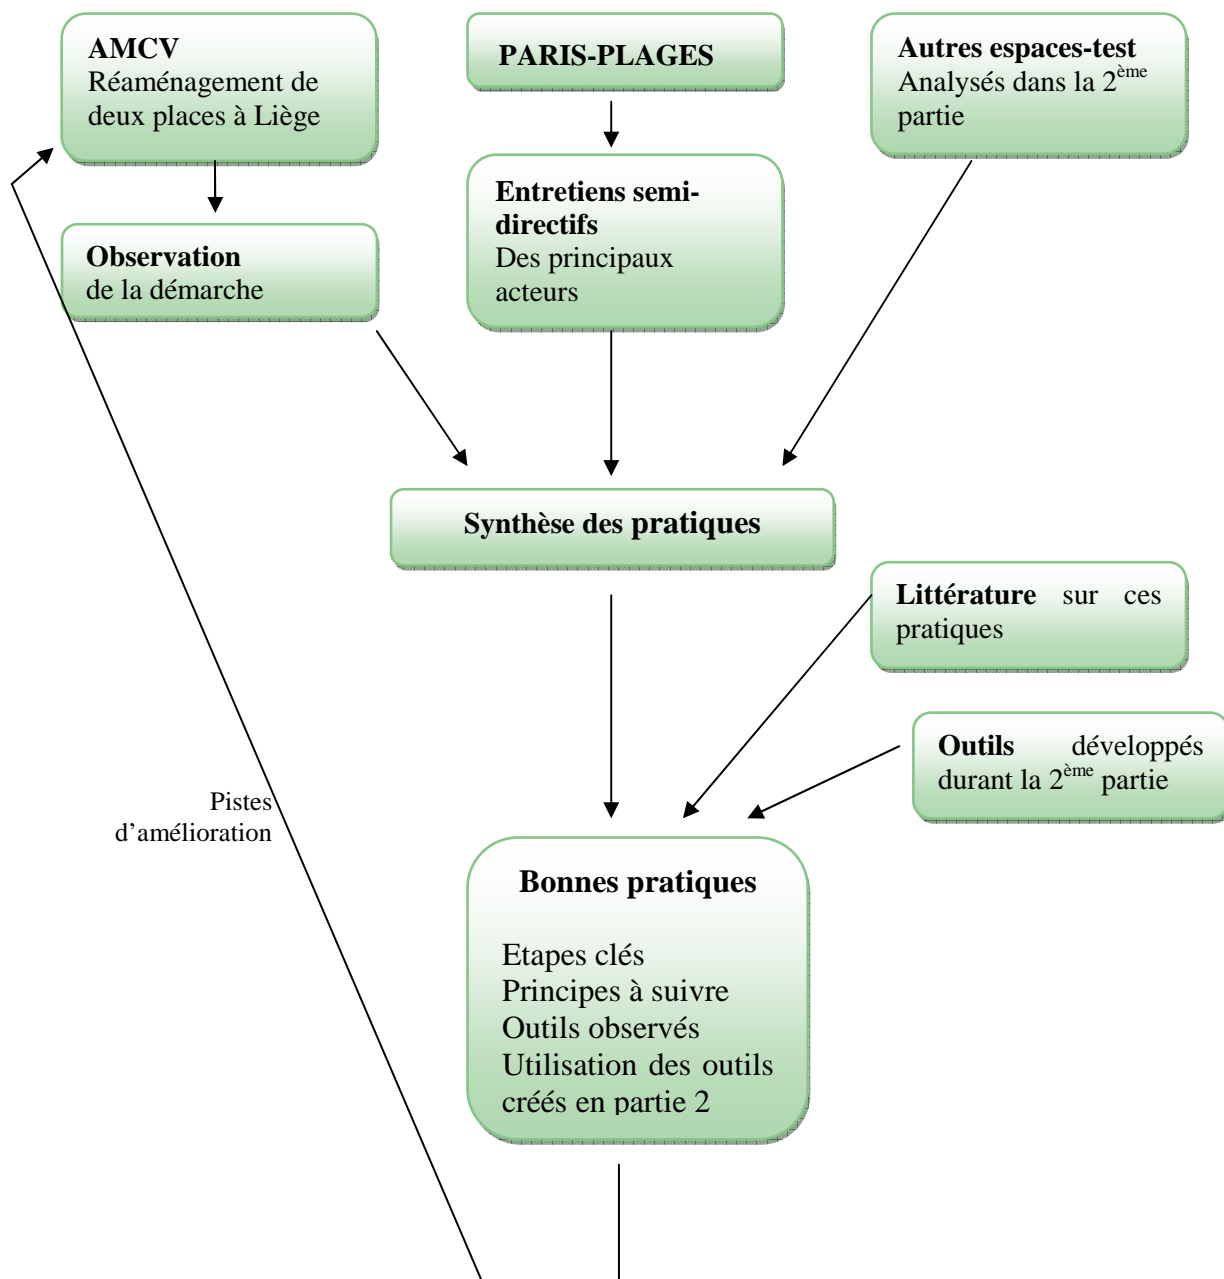 AMCV
Réaménagement de
deux places à Liège
PARIS-PLAGES
Autres espaces-test
Analysés dans la 2ème
partie
Entretiens semi-
directifs
Des principaux
acteurs
Observation
de la démarche
Synthèse des pratiques
Littérature sur ces
pratiques
Outils développés
durant la 2ème partie
Pistes
d’amélioration
Bonnes pratiques
Etapes clés
Principes à suivre
Outils observés
Utilisation des outils
créés en partie 2